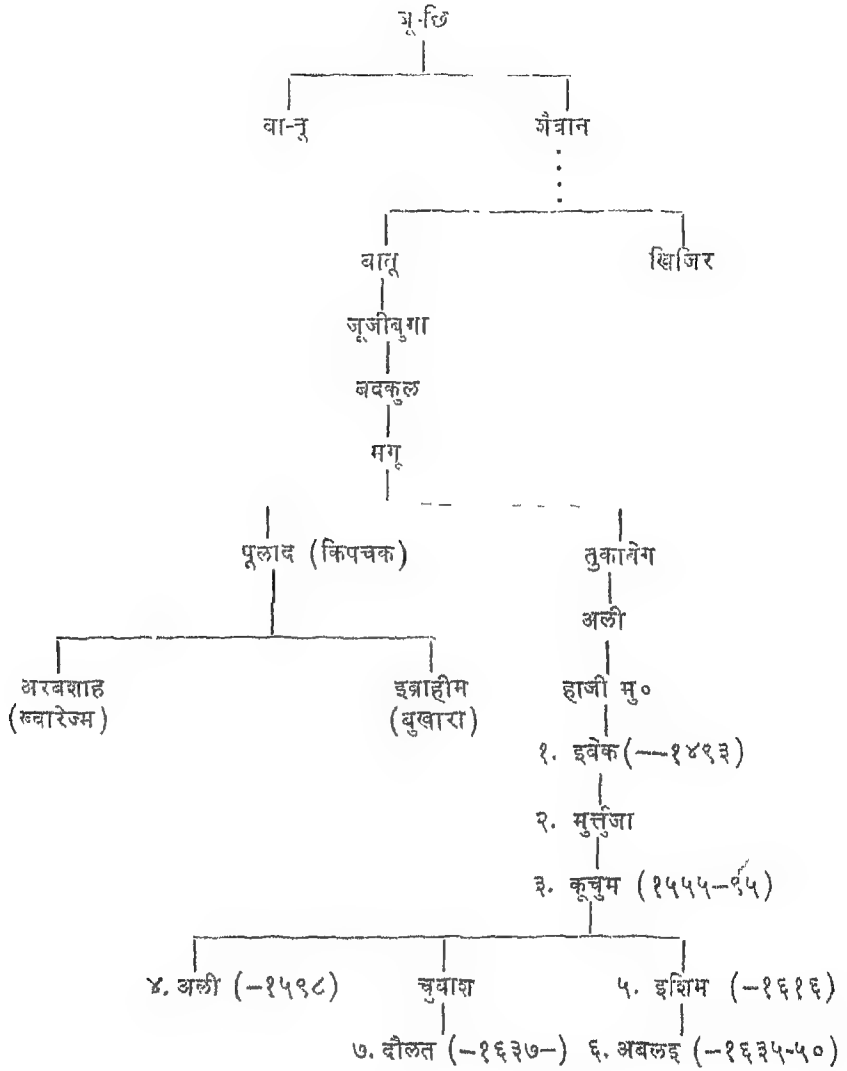 जू-छि
बा-तू शैबान
बातू खिजिर
जूजीबुगा
बदकुल
मगू
पूलाद (किपचक) तुकाबेग
अली
अरबशाह इब्राहीम हाजी मु०
(ख्वारेज्म) (बुखारा)
१. इबेक (—१४९३)
२. मुर्त्तुजा
३. कूचुम (१५५५–९५)
४. अली (–१५९८) चुवाश ५. इशिम (–१६१६)
७. दौलत (–१६३७–) ६. अबलइ (–१६३५-५०)